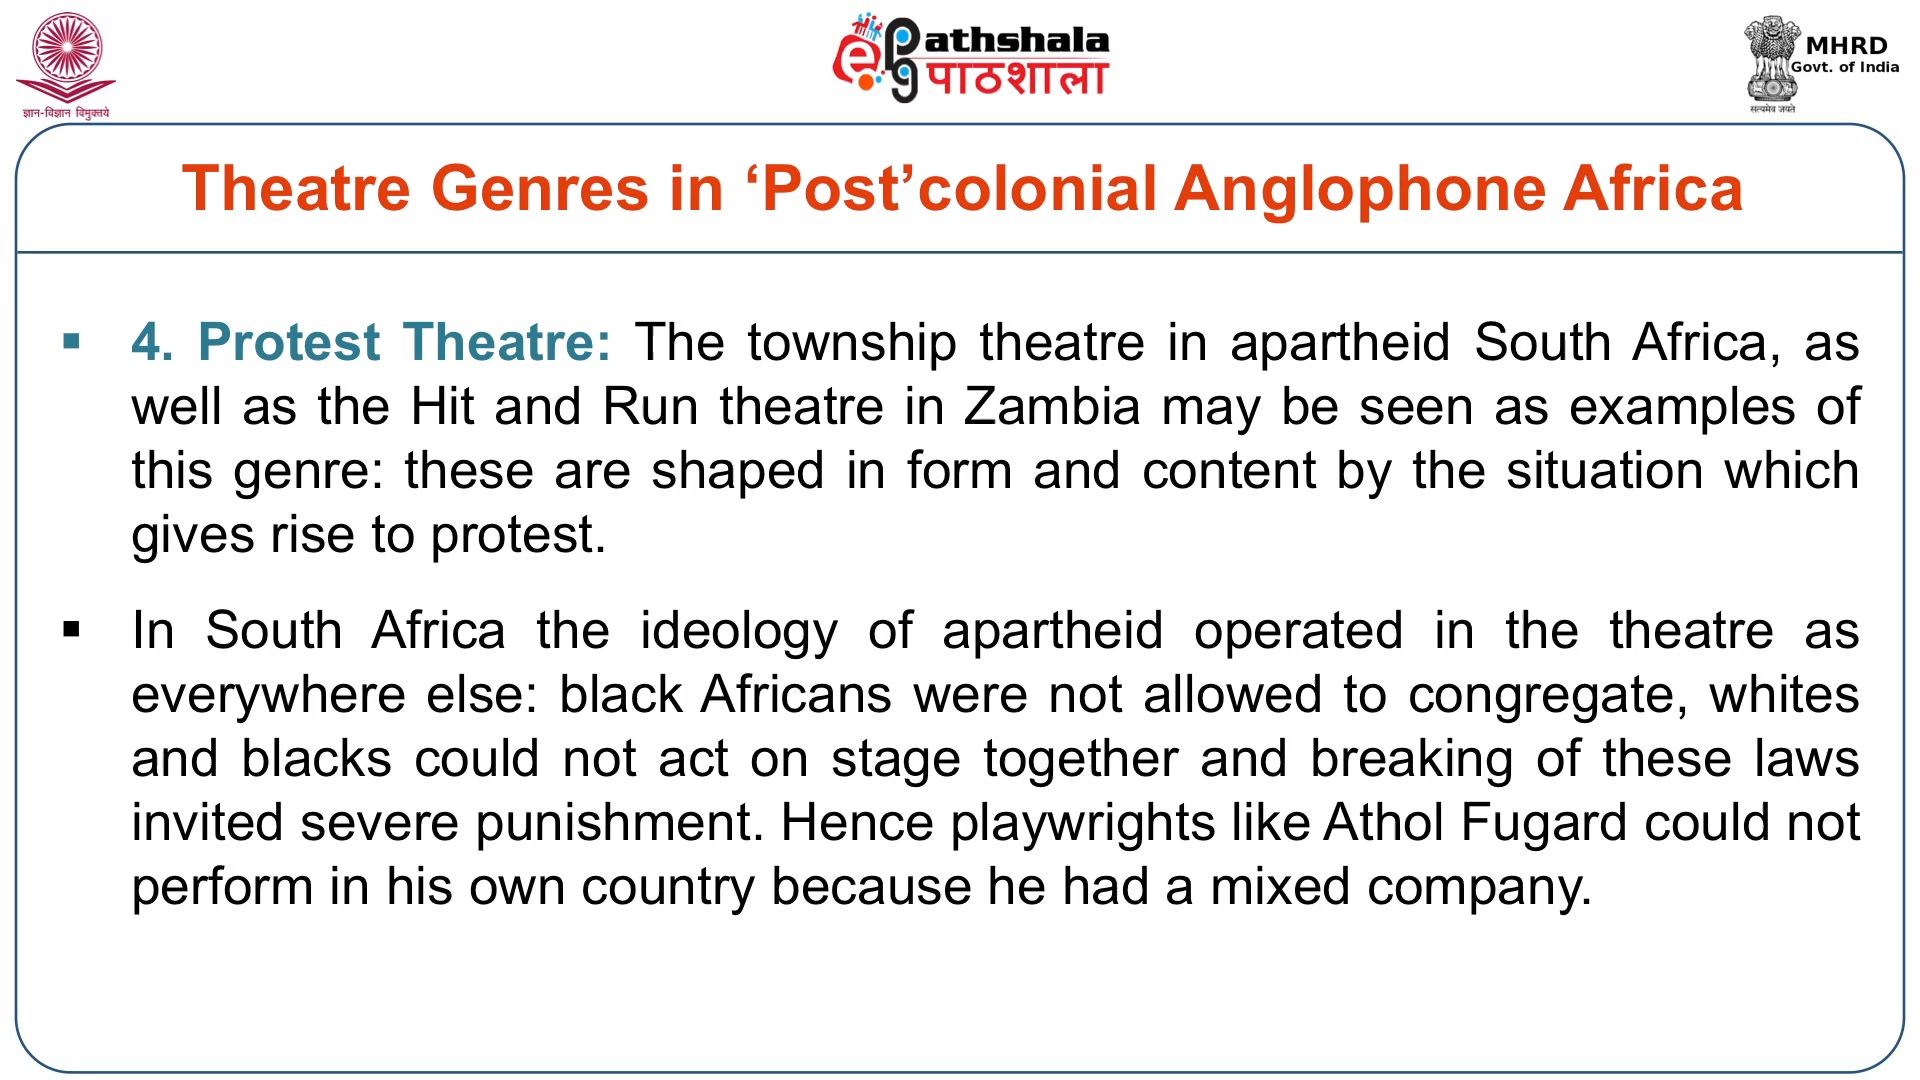 ज्ञान-विज्ञान विमुक्तये
athshala
पाठशाला
MHRD
Govt. of India
सत्यमेव जयते
Theatre Genres in ‘Post’colonial Anglophone Africa
▪ 4. Protest Theatre: The township theatre in apartheid South Africa, as
well as the Hit and Run theatre in Zambia may be seen as examples of
this genre: these are shaped in form and content by the situation which
gives rise to protest.
▪ In South Africa the ideology of apartheid operated in the theatre as
everywhere else: black Africans were not allowed to congregate, whites
and blacks could not act on stage together and breaking of these laws
invited severe punishment. Hence playwrights like Athol Fugard could not
perform in his own country because he had a mixed company.